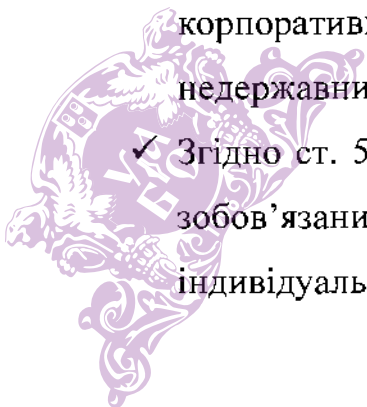 корпоратив
недержавни
✓ Згідно ст. 5
зобов’язани
індивідуаль